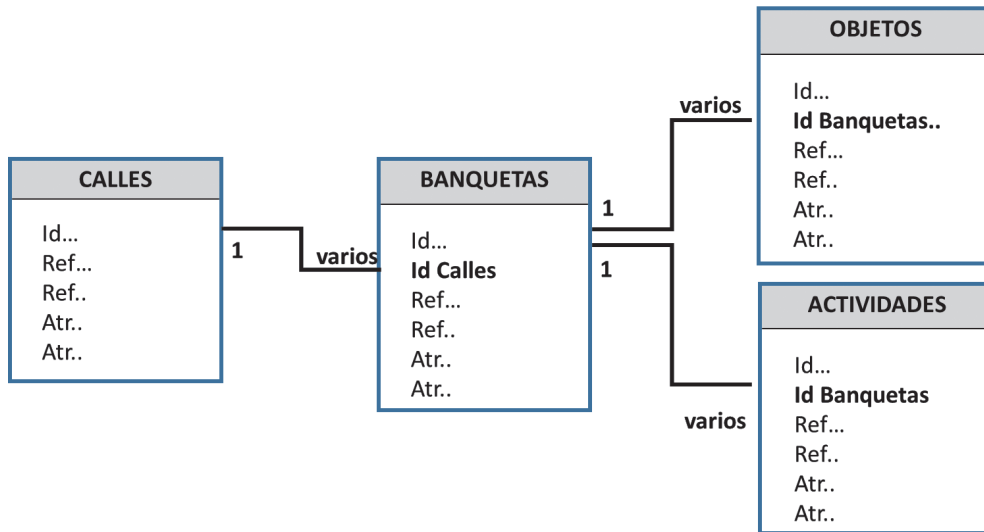 CALLES
Id...
Ref...
Ref..
Atr..
Atr..
1
varios
BANQUETAS
Id...
Id Calles
Ref...
Ref..
Atr..
Atr..
1
varios
1
varios
OBJETOS
Id...
Id Banquetas..
Ref...
Ref..
Atr..
Atr..
ACTIVIDADES
Id...
Id Banquetas
Ref...
Ref..
Atr..
Atr..